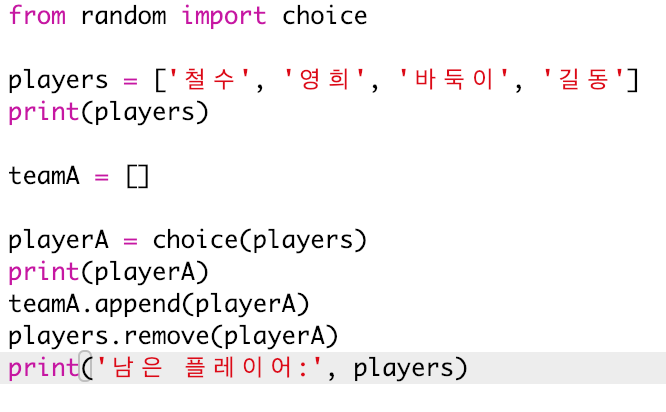 from random import choice
players = ['철수', '영희', '바둑이', '길동']
print(players)
teamA = []
playerA = choice(players)
print(playerA)
teamA.append(playerA)
players.remove(playerA)
print('남은 플레이어:', players)